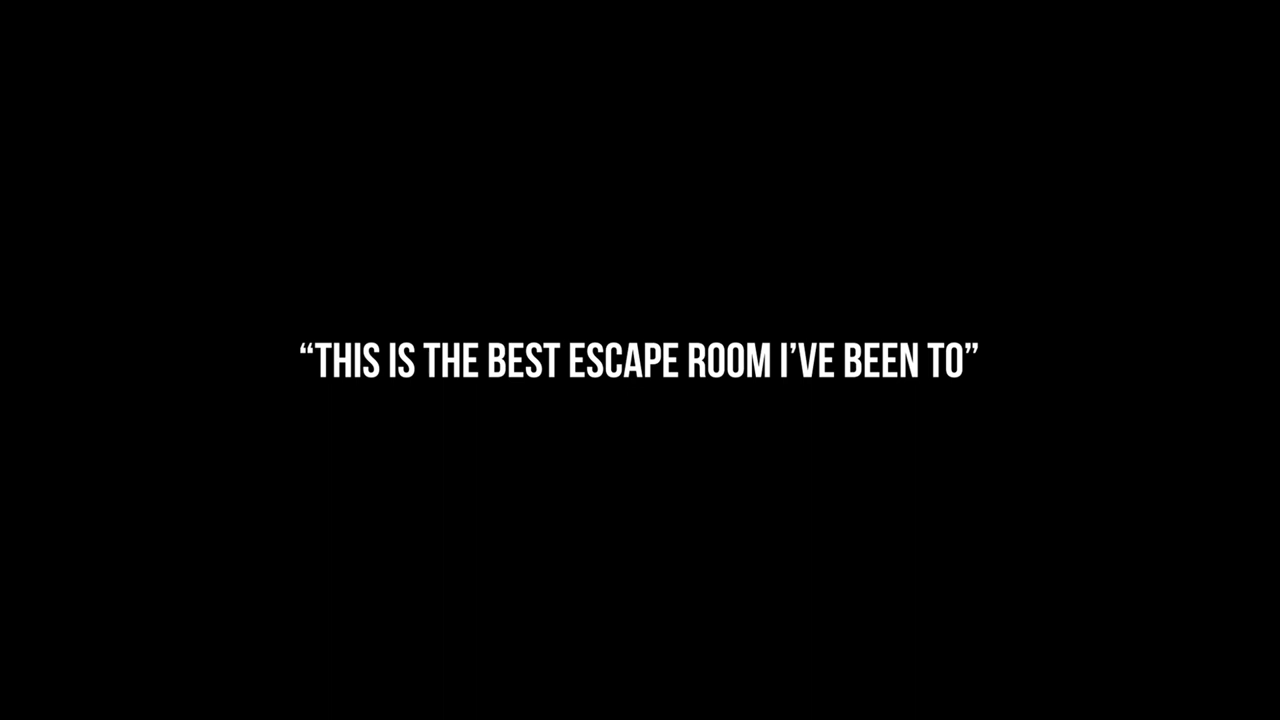 “THIS IS THE BEST ESCAPE ROOM I’VE BEEN TO”